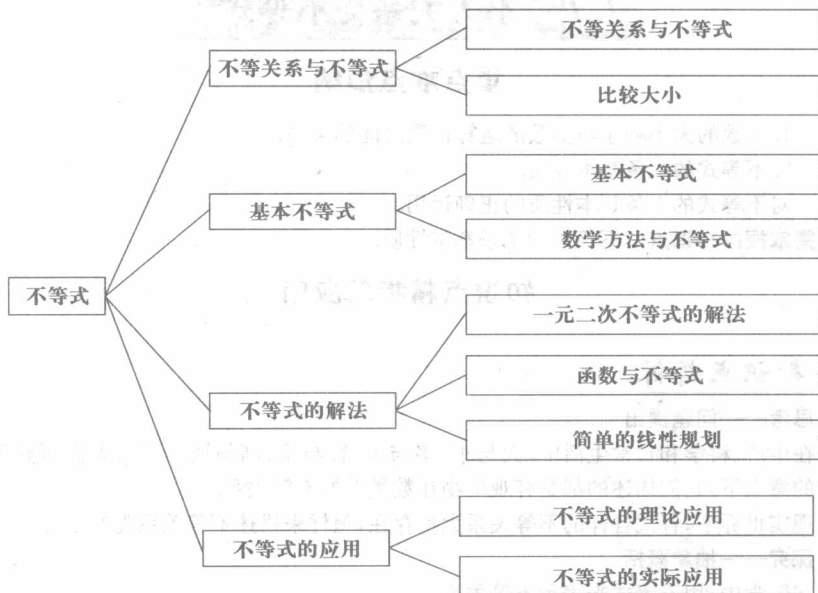 不等关系与不等式
不等关系与不等式
比较大小
基本不等式
基本不等式
数学方法与不等式
不等式
一元二次不等式的解法
函数与不等式
不等式的解法
简单的线性规划
不等式的理论应用
不等式的应用
不等式的实际应用